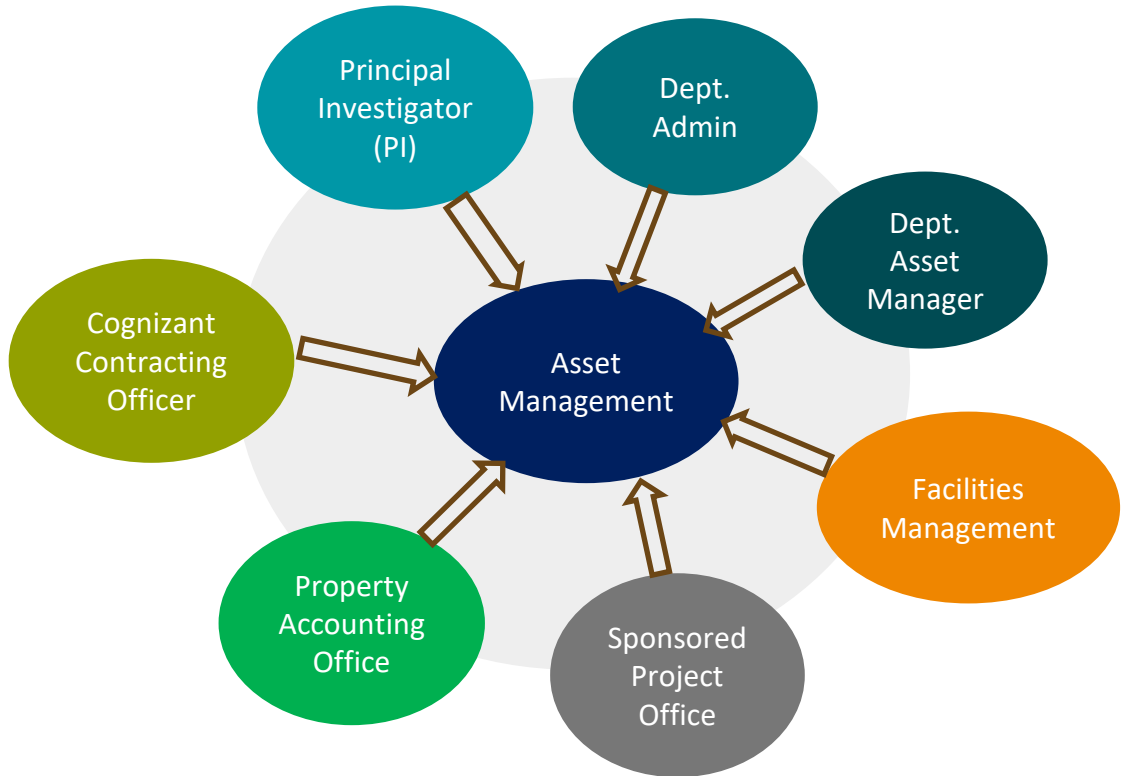 Principal
Investigator
(PI)
Dept.
Admin
Dept.
Asset
Manager
Cognizant
Contracting
Officer
Asset
Management
Facilities
Management
Property
Accounting
Office
Sponsored
Project
Office